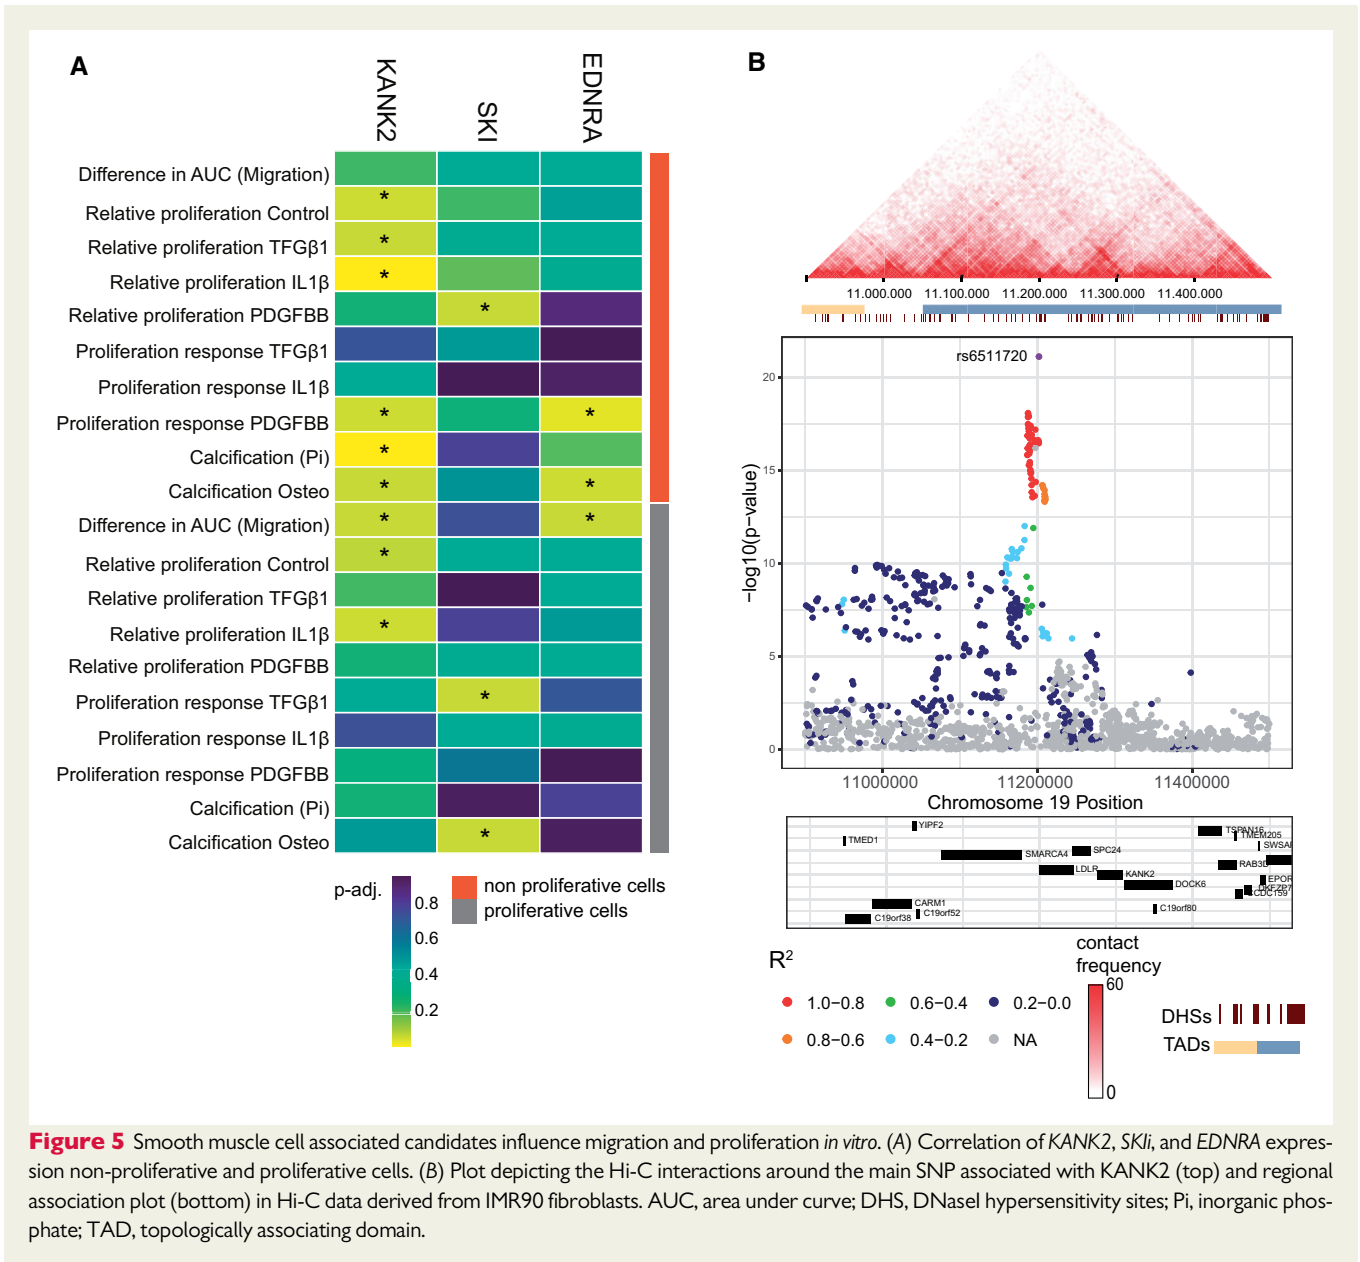 A
KANK2
SKI
EDNRA
Difference in AUC (Migration)
Relative proliferation Control
*
Relative proliferation TFGβ1
*
Relative proliferation IL1β
*
Relative proliferation PDGFBB
*
Proliferation response TFGβ1
Proliferation response IL1β
Proliferation response PDGFBB
* *
Calcification (Pi)
*
Calcification Osteo
* *
Difference in AUC (Migration)
* *
Relative proliferation Control
*
Relative proliferation TFGβ1
Relative proliferation IL1β
*
Relative proliferation PDGFBB
Proliferation response TFGβ1
*
Proliferation response IL1β
Proliferation response PDGFBB
Calcification (Pi)
Calcification Osteo
*
p-adj.
0.8
0.6
0.4
0.2
non proliferative cells
proliferative cells
B
11.000.000 11.100.000 11.200.000 11.300.000 11.400.000
rs6511720
−log10(p−value)
20
15
10
5
0
11000000 11200000 11400000
Chromosome 19 Position
YIPF2
TSPAN16
TMEM205
TMED1
SWSAP
SMARCA4
SPC24
RAB3D
LDLR
KANK2
EPOR
DOCK6
CCDC159
CARM1
C19orf80
C19orf52
C19orf38
R2
1.0−0.8 0.6−0.4 0.2−0.0
0.8−0.6 0.4−0.2 NA
contact
frequency
60
0
DHSs
TADs
Figure 5 Smooth muscle cell associated candidates influence migration and proliferation in vitro. (A) Correlation of KANK2, SKIi, and EDNRA expres-
sion non-proliferative and proliferative cells. (B) Plot depicting the Hi-C interactions around the main SNP associated with KANK2 (top) and regional
association plot (bottom) in Hi-C data derived from IMR90 fibroblasts. AUC, area under curve; DHS, DNaseI hypersensitivity sites; Pi, inorganic phos-
phate; TAD, topologically associating domain.